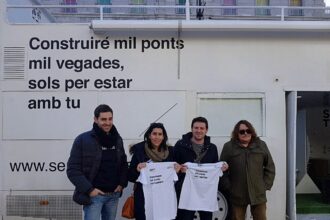 Construiré mil ponts
mil vegades,
sols per estar
amb tu
www.se